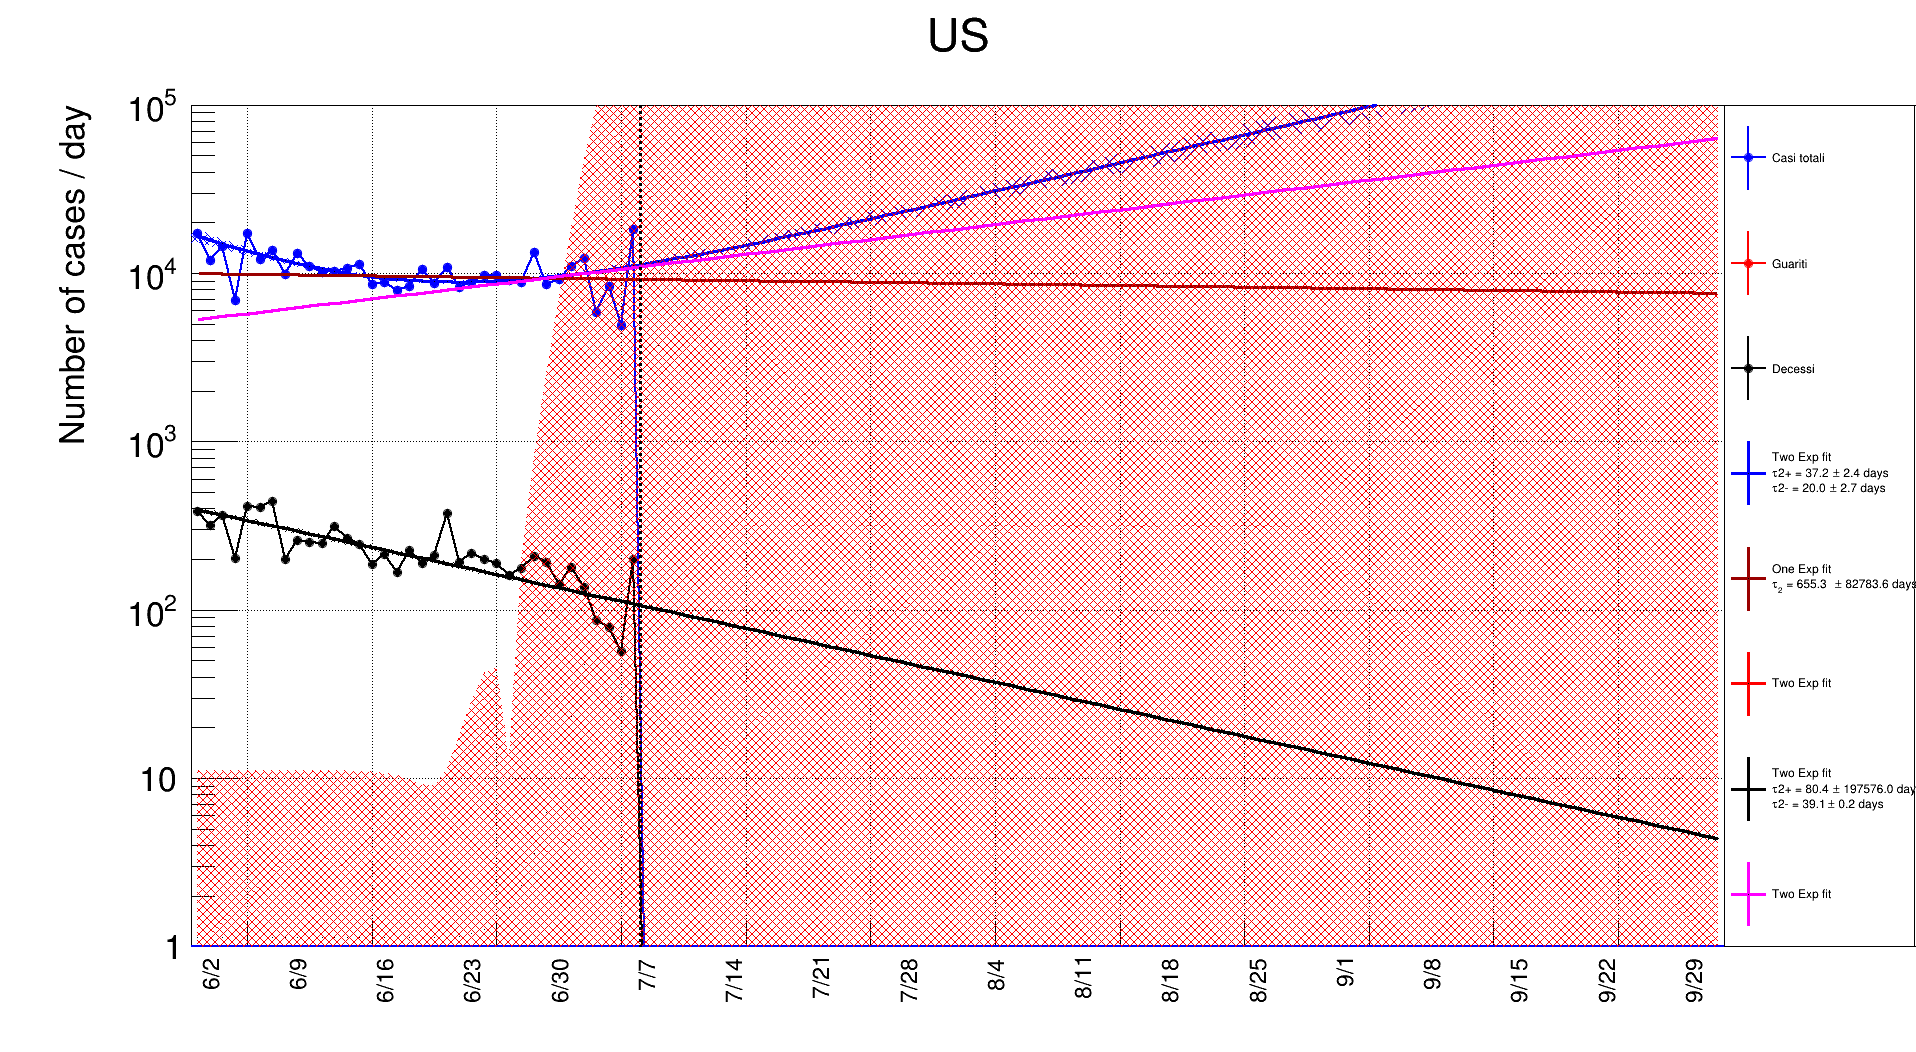 US
Number of cases / day
10^5
10^4
10^3
10^2
10
1
6/2
6/9
6/16
6/23
6/30
7/7
7/14
7/21
7/28
8/4
8/11
8/18
8/25
9/1
9/8
9/15
9/22
9/29
Casi totali
Guariti
Decessi
Two Exp fit
τ2+ = 37.2 ± 2.4 days
τ2- = 20.0 ± 2.7 days
One Exp fit
τ₂ = 655.3 ± 82783.6 days
Two Exp fit
Two Exp fit
τ2+ = 80.4 ± 197576.0 day
τ2- = 39.1 ± 0.2 days
Two Exp fit